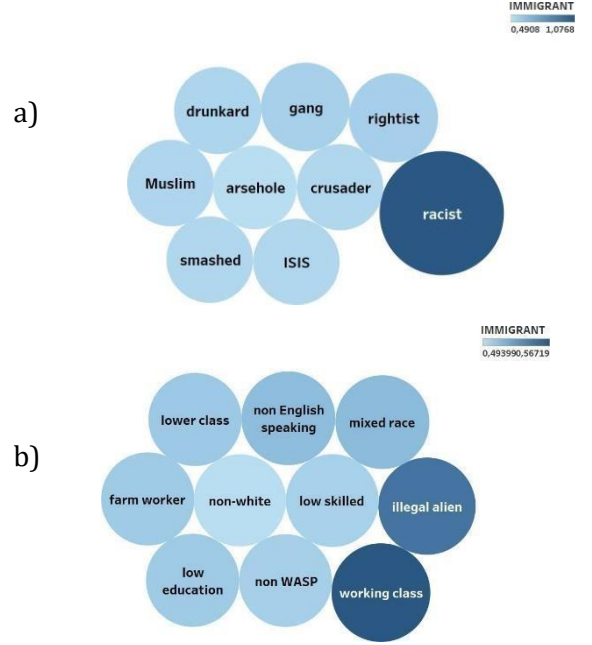 IMMIGRANT
0,4908 1,0768
a)
drunkard
gang
rightist
Muslim
arsehole
crusader
racist
smashed
ISIS
IMMIGRANT
0,493990,56719
b)
lower class
non English
speaking
mixed race
farm worker
non-white
low skilled
illegal alien
low
education
non WASP
working class